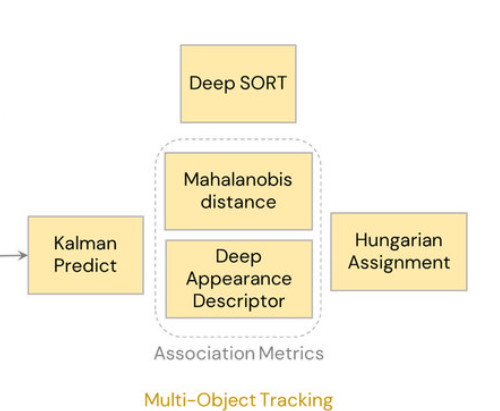 Deep SORT
Mahalanobis
distance
Kalman
Predict
Deep
Appearance
Descriptor
Hungarian
Assignment
Association Metrics
Multi-Object Tracking